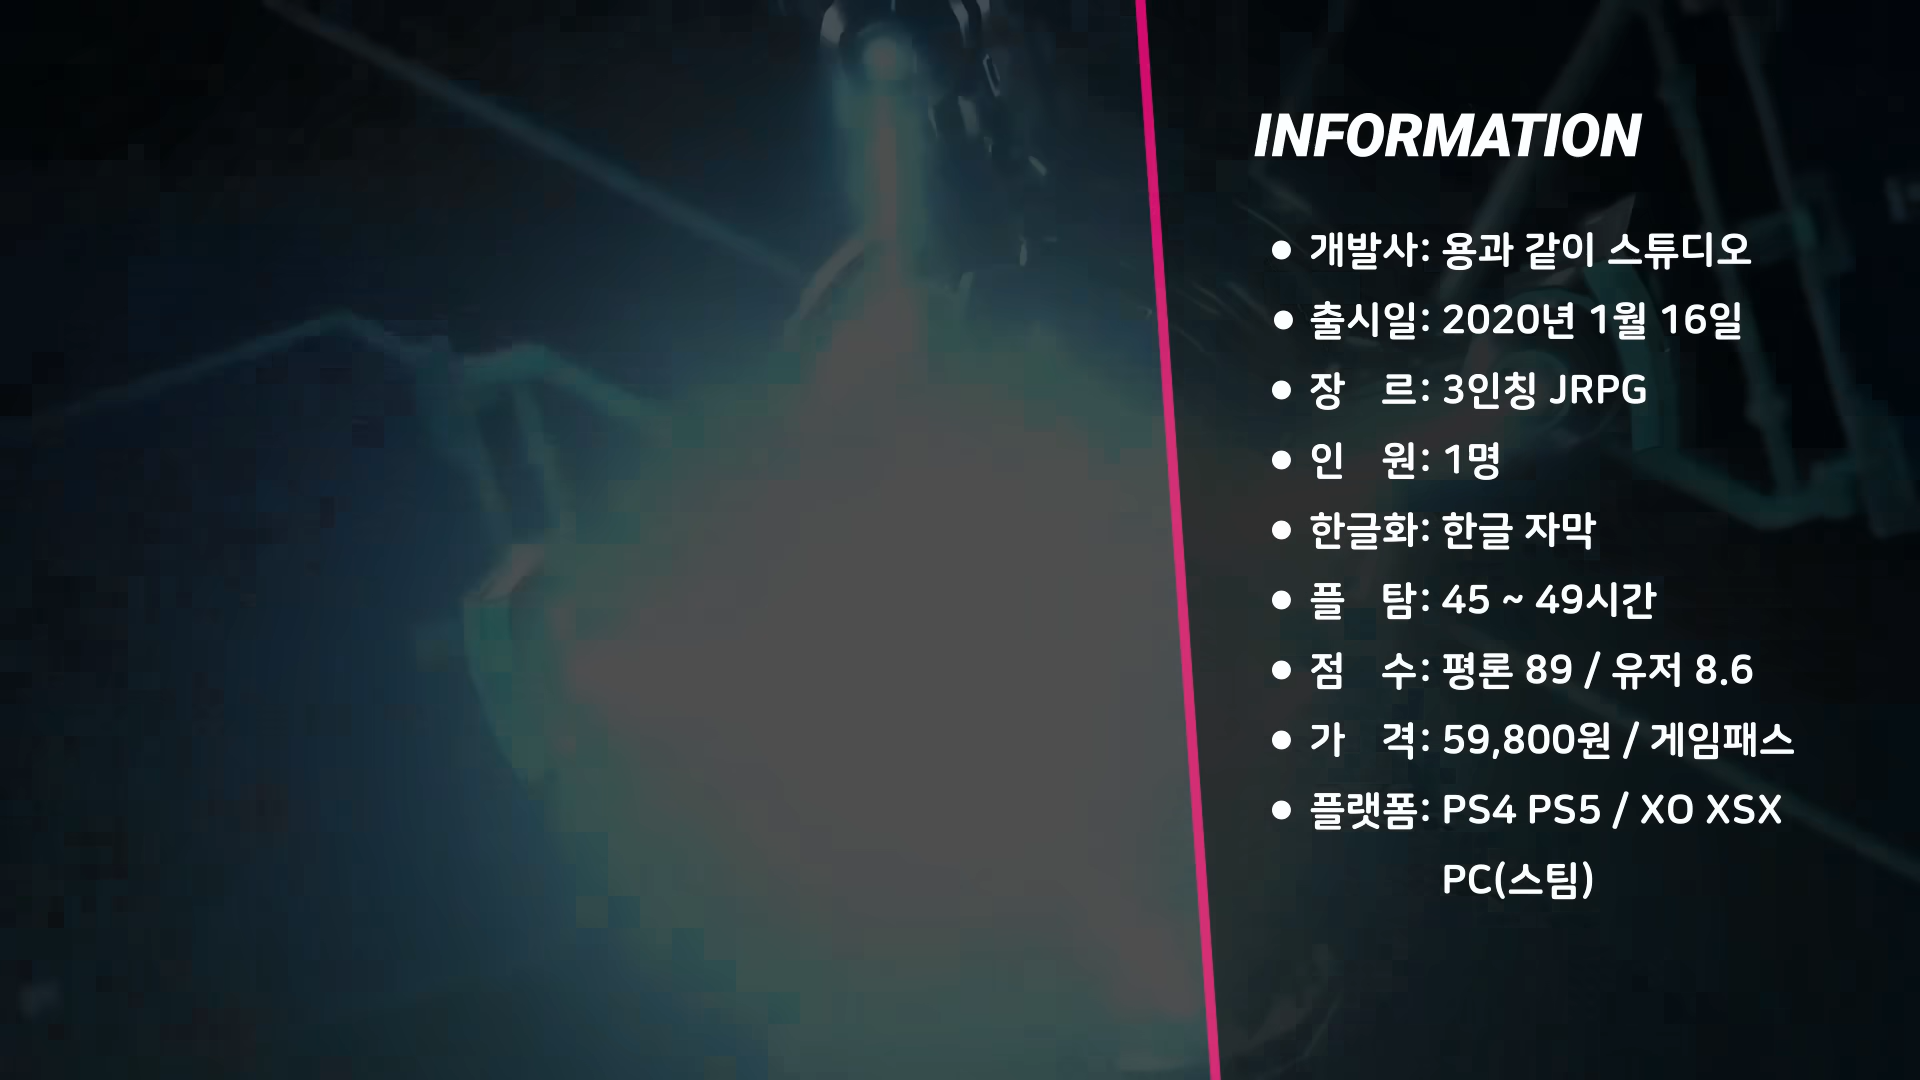 INFORMATION
● 개발사: 용과 같이 스튜디오
● 출시일: 2020년 1월 16일
● 장 르: 3인칭 JRPG
● 인 원: 1명
● 한글화: 한글 자막
● 플 탐: 45 ~ 49시간
● 점 수: 평론 89 / 유저 8.6
● 가 격: 59,800원 / 게임패스
● 플랫폼: PS4 PS5 / XO XSX
PC(스팀)